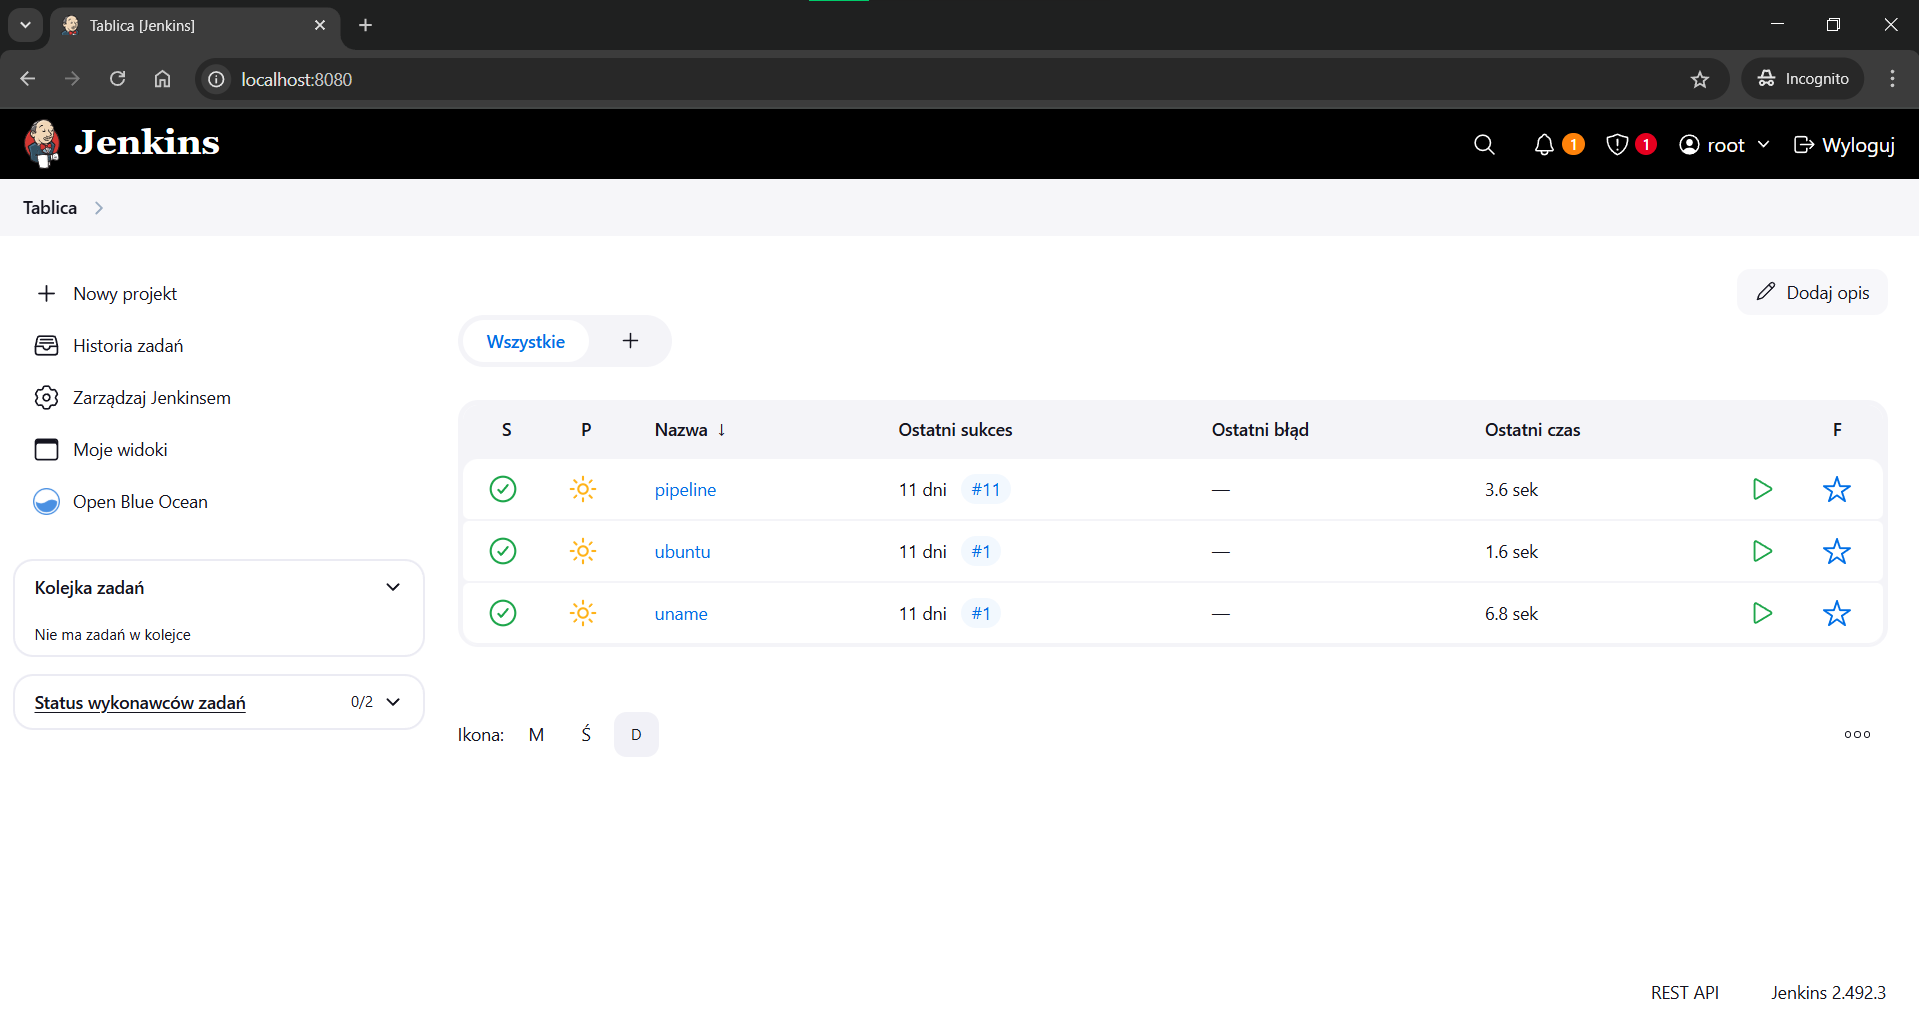 Tablica [Jenkins]
localhost:8080
Incognito
Jenkins
1
1
root
Wyloguj
Tablica
Nowy projekt
Historia zadań
Zarządzaj Jenkinsem
Moje widoki
Open Blue Ocean
Kolejka zadań
Nie ma zadań w kolejce
Status wykonawców zadań 0/2
Dodaj opis
Wszystkie
S P Nazwa ↓ Ostatni sukces Ostatni błąd Ostatni czas F
pipeline 11 dni #11 — 3.6 sek
ubuntu 11 dni #1 — 1.6 sek
uname 11 dni #1 — 6.8 sek
Ikona: M Ś D
REST API Jenkins 2.492.3